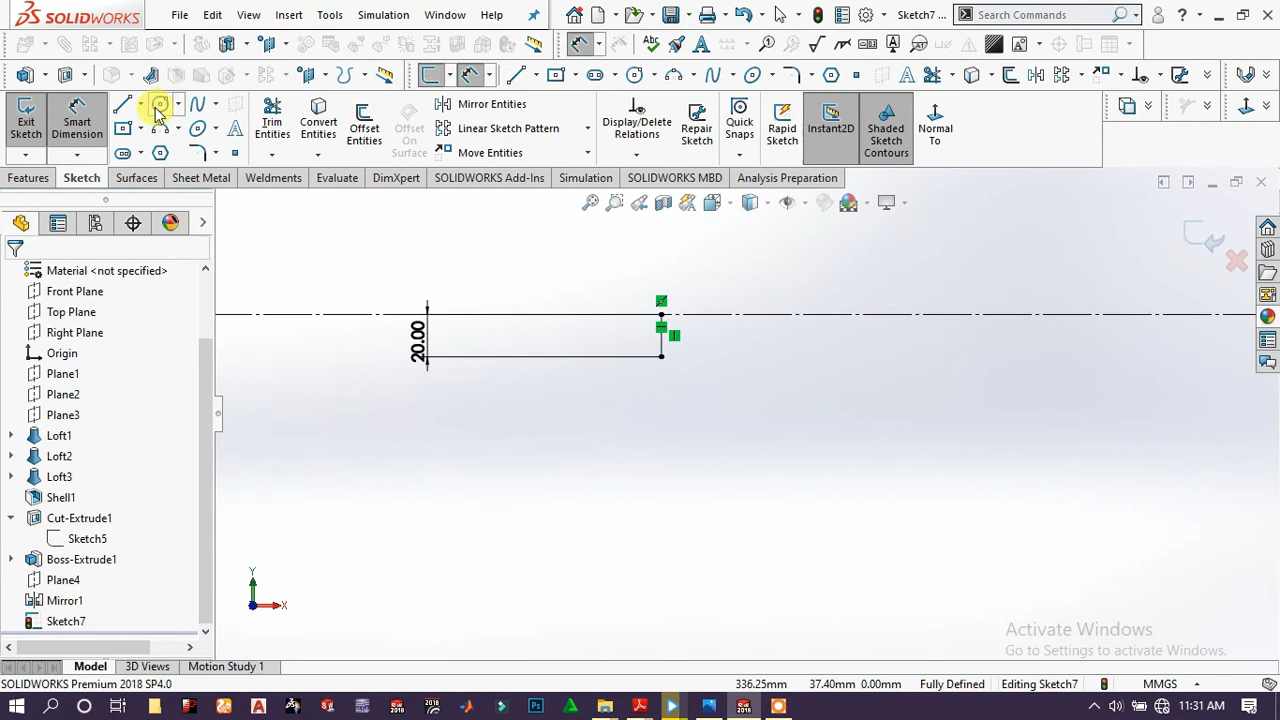 SOLIDWORKS File Edit View Insert Tools Simulation Window Help Sketch7 * Search Commands ?
Exit Sketch
Smart Dimension
Trim Entities
Convert Entities
Offset Entities
Offset On Surface
Mirror Entities
Linear Sketch Pattern
Move Entities
Display/Delete Relations
Repair Sketch
Quick Snaps
Rapid Sketch
Instant2D
Shaded Sketch Contours
Normal To
Features Sketch Surfaces Sheet Metal Weldments Evaluate DimXpert SOLIDWORKS Add-Ins Simulation SOLIDWORKS MBD Analysis Preparation
Material <not specified>
Front Plane
Top Plane
Right Plane
Origin
Plane1
Plane2
Plane3
Loft1
Loft2
Loft3
Shell1
Cut-Extrude1
Sketch5
Boss-Extrude1
Plane4
Mirror1
Sketch7
20.00
Y
X
Activate Windows
Go to Settings to activate Windows.
Model 3D Views Motion Study 1
SOLIDWORKS Premium 2018 SP4.0 336.25mm 37.40mm 0.00mm Fully Defined Editing Sketch7 MMGS
11:31 AM